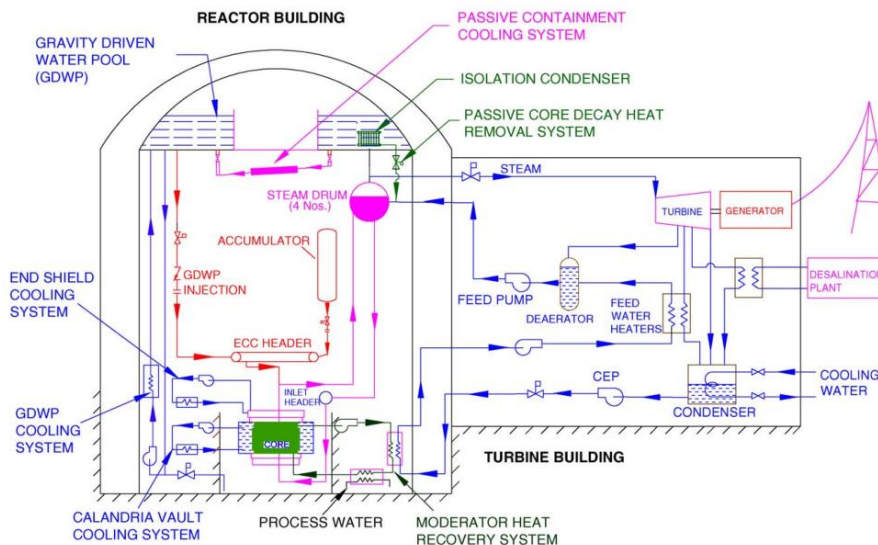 REACTOR BUILDING
PASSIVE CONTAINMENT
COOLING SYSTEM
GRAVITY DRIVEN
WATER POOL
(GDWP)
ISOLATION CONDENSER
PASSIVE CORE DECAY HEAT
REMOVAL SYSTEM
STEAM
STEAM DRUM
(4 Nos.)
TURBINE
GENERATOR
ACCUMULATOR
GDWP
INJECTION
END SHIELD
COOLING
SYSTEM
FEED PUMP
DEAERATOR
FEED
WATER
HEATERS
DESALINATION
PLANT
ECC HEADER
INLET
HEADER
CEP
CONDENSER
COOLING
WATER
GDWP
COOLING
SYSTEM
CORE
TURBINE BUILDING
CALANDRIA VAULT
COOLING SYSTEM
PROCESS WATER
MODERATOR HEAT
RECOVERY SYSTEM